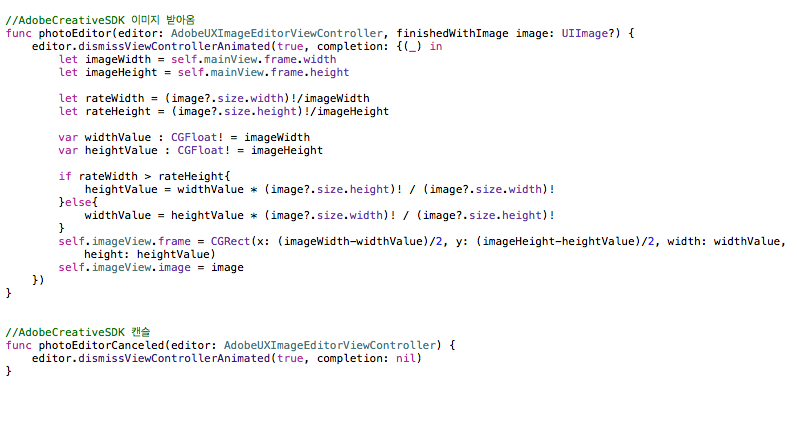 //AdobeCreativeSDK 이미지 받아옴
func photoEditor(editor: AdobeUXImageEditorViewController, finishedWithImage image: UIImage?) {
    editor.dismissViewControllerAnimated(true, completion: {(_) in
        let imageWidth = self.mainView.frame.width
        let imageHeight = self.mainView.frame.height
        let rateWidth = (image?.size.width)!/imageWidth
        let rateHeight = (image?.size.height)!/imageHeight
        var widthValue : CGFloat! = imageWidth
        var heightValue : CGFloat! = imageHeight
        if rateWidth > rateHeight{
            heightValue = widthValue * (image?.size.height)! / (image?.size.width)!
        }else{
            widthValue = heightValue * (image?.size.width)! / (image?.size.height)!
        }
        self.imageView.frame = CGRect(x: (imageWidth-widthValue)/2, y: (imageHeight-heightValue)/2, width: widthValue,
            height: heightValue)
        self.imageView.image = image
    })
}
//AdobeCreativeSDK 캔슬
func photoEditorCanceled(editor: AdobeUXImageEditorViewController) {
    editor.dismissViewControllerAnimated(true, completion: nil)
}